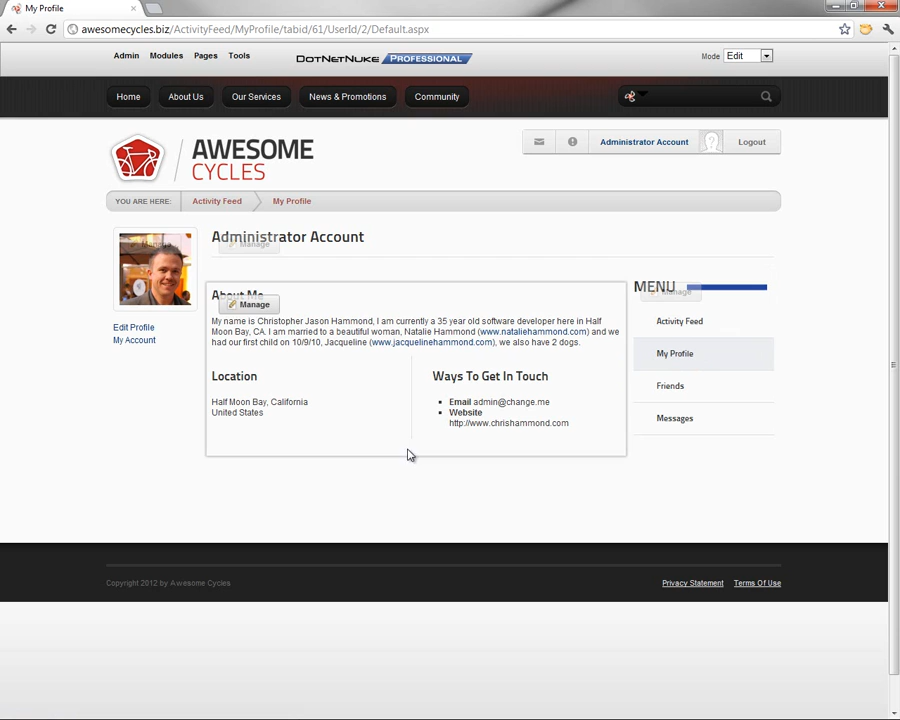 My Profile
awesomecycles.biz/ActivityFeed/MyProfile/tabid/61/UserId/2/Default.aspx
Admin Modules Pages Tools
DOTNETNUKE PROFESSIONAL
Mode Edit
Home About Us Our Services News & Promotions Community
AWESOME
CYCLES
Administrator Account Logout
YOU ARE HERE: Activity Feed My Profile
Administrator Account
Manage
Manage
About Me
Manage
My name is Christopher Jason Hammond, I am currently a 35 year old software developer here in Half
Moon Bay, CA. I am married to a beautiful woman, Natalie Hammond (www.nataliehammond.com) and we
had our first child on 10/9/10, Jacqueline (www.jacquelinehammond.com), we also have 2 dogs.
Location
Half Moon Bay, California
United States
Ways To Get In Touch
Email admin@change.me
Website
http://www.chrishammond.com
Edit Profile
My Account
MENU
Manage
Activity Feed
My Profile
Friends
Messages
Copyright 2012 by Awesome Cycles
Privacy Statement Terms Of Use